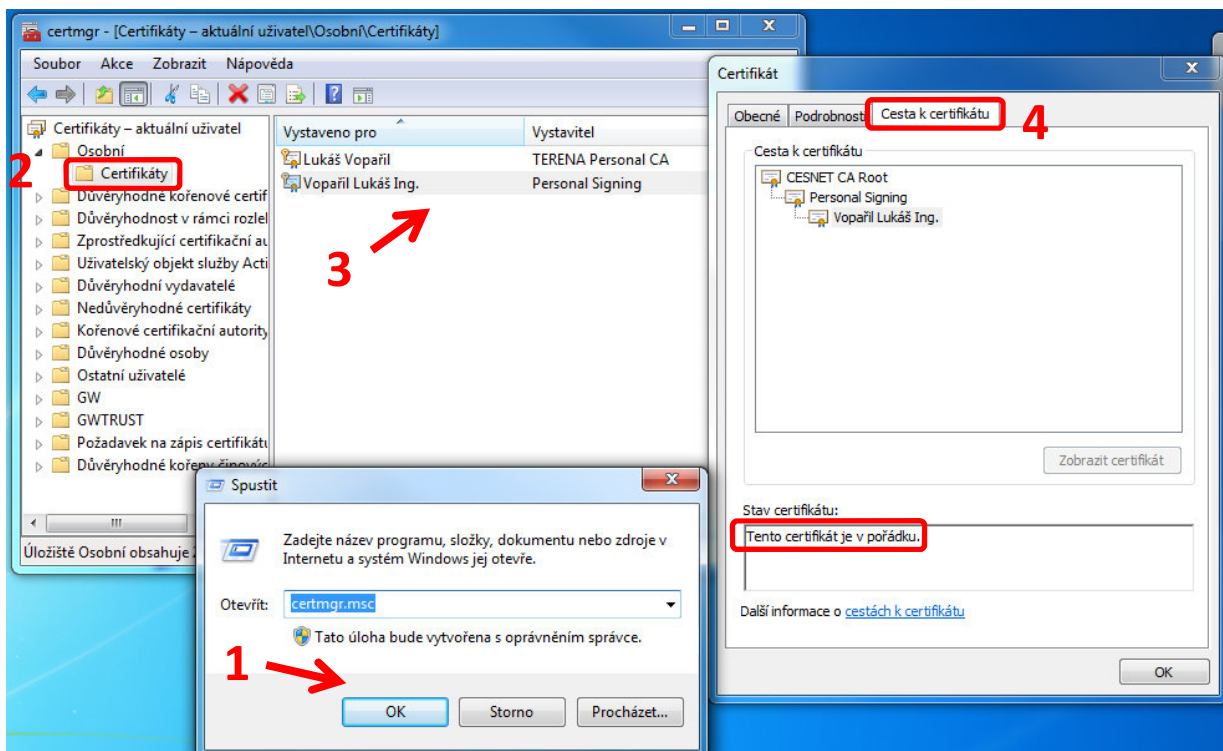 certmgr - [Certifikáty – aktuální uživatel\Osobní\Certifikáty]
Soubor Akce Zobrazit Nápověda
Certifikáty – aktuální uživatel
2
Osobní
Certifikáty
Důvěryhodné kořenové certif
Důvěryhodnost v rámci rozleh
Zprostředkující certifikační au
Uživatelský objekt služby Acti
Důvěryhodní vydavatelé
Nedůvěryhodné certifikáty
Kořenové certifikační autority
Důvěryhodné osoby
Ostatní uživatelé
GW
GWTRUST
Požadavek na zápis certifikátu
Důvěryhodné kořeny čipovýc
Úložiště Osobní obsahuje
Vystaveno pro Vystavitel
Lukáš Vopařil TERENA Personal CA
Vopařil Lukáš Ing. Personal Signing
3
Spustit
Zadejte název programu, složky, dokumentu nebo zdroje v
Internetu a systém Windows jej otevře.
Otevřít: certmgr.msc
Tato úloha bude vytvořena s oprávněním správce.
1
OK Storno Procházet...
Certifikát
Obecné Podrobnosti Cesta k certifikátu 4
Cesta k certifikátu
CESNET CA Root
Personal Signing
Vopařil Lukáš Ing.
Zobrazit certifikát
Stav certifikátu:
Tento certifikát je v pořádku.
Další informace o cestách k certifikátu
OK